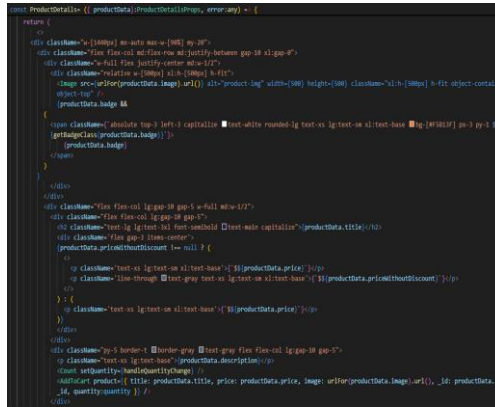 const ProductDetails= ({ productData}:ProductDetailsProps, error:any) => {
return (
<>
<div className="w-[1440px] mx-auto max-w-[90%] my-20">
<div className="flex flex-col md:flex-row md:justify-between gap-10 xl:gap-0">
<div className="w-full flex justify-center md:w-1/2">
<div className="relative w-[500px] xl:h-[500px] h-fit">
<Image src={urlFor(productData.image).url()} alt="product-img" width={500} height={500} className="xl:h-[500px] h-fit object-contai
object-top" />
{productData.badge &&
(
<span className={`absolute top-3 left-3 capitalize text-white rounded-lg text-xs lg:text-sm xl:text-base bg-[#F5813F] px-3 py-1 $
{getBadgeClass(productData.badge)}`}>
{productData.badge}
</span>
)
}
</div>
</div>
<div className="flex flex-col lg:gap-10 gap-5 w-full md:w-1/2">
<div className="flex flex-col lg:gap-10 gap-5">
<h2 className="text-lg lg:text-3xl font-semibold text-main capitalize">{productData.title}</h2>
<div className='flex gap-3 items-center'>
{productData.priceWithoutDiscount !== null ? (
<>
<p className='text-xs lg:text-sm xl:text-base'>{`$${productData.price}`}</p>
<p className='line-through text-gray text-xs lg:text-sm xl:text-base'>{`$${productData.priceWithoutDiscount}`}</p>
</>
) : (
<p className='text-xs lg:text-sm xl:text-base'>{`$${productData.price}`}</p>
)}
</div>
</div>
<div className="py-5 border-t border-gray text-gray flex flex-col lg:gap-10 gap-5">
<p className="text-xs lg:text-base">{productData.description}</p>
<Count setQuantity={handleQuantityChange} />
<AddToCart product={{ title: productData.title, price: productData.price, image: urlFor(productData.image).url(), _id: productData.
_id, quantity:quantity }} />
</div>